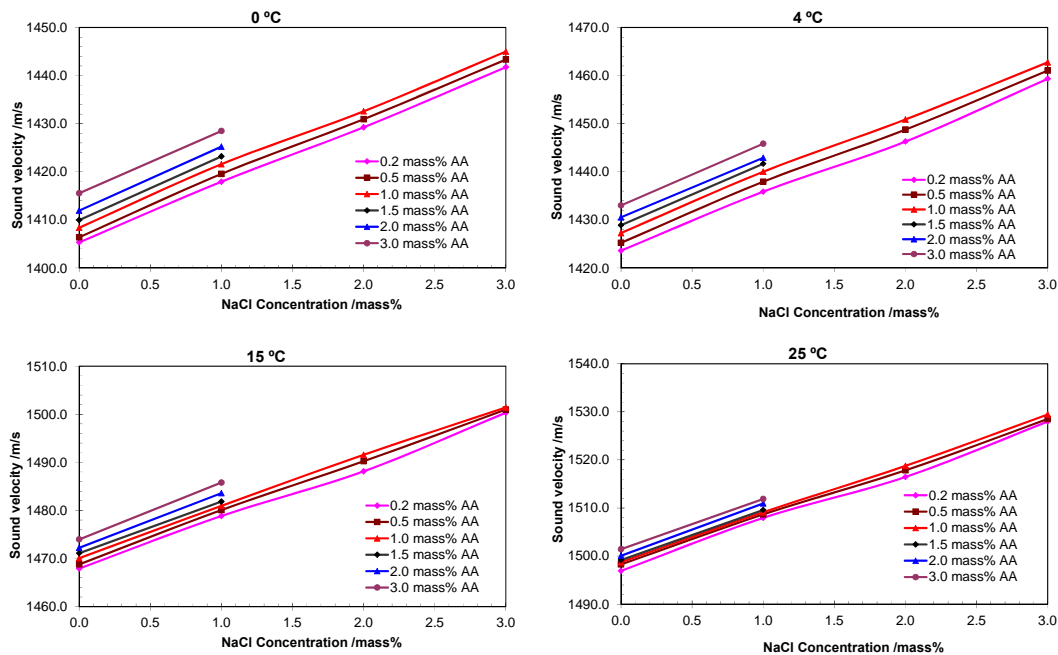 0 ºC
1450.0
1440.0
1430.0
1420.0
1410.0
1400.0
Sound velocity /m/s
0.2 mass% AA
0.5 mass% AA
1.0 mass% AA
1.5 mass% AA
2.0 mass% AA
3.0 mass% AA
0.0 0.5 1.0 1.5 2.0 2.5 3.0
NaCl Concentration /mass%
4 ºC
1470.0
1460.0
1450.0
1440.0
1430.0
1420.0
Sound velocity /m/s
0.2 mass% AA
0.5 mass% AA
1.0 mass% AA
1.5 mass% AA
2.0 mass% AA
3.0 mass% AA
0.0 0.5 1.0 1.5 2.0 2.5 3.0
NaCl Concentration /mass%
15 ºC
1510.0
1500.0
1490.0
1480.0
1470.0
1460.0
Sound velocity /m/s
0.2 mass% AA
0.5 mass% AA
1.0 mass% AA
1.5 mass% AA
2.0 mass% AA
3.0 mass% AA
0.0 0.5 1.0 1.5 2.0 2.5 3.0
NaCl Concentration /mass%
25 ºC
1540.0
1530.0
1520.0
1510.0
1500.0
1490.0
Sound velocity /m/s
0.2 mass% AA
0.5 mass% AA
1.0 mass% AA
1.5 mass% AA
2.0 mass% AA
3.0 mass% AA
0.0 0.5 1.0 1.5 2.0 2.5 3.0
NaCl Concentration /mass%